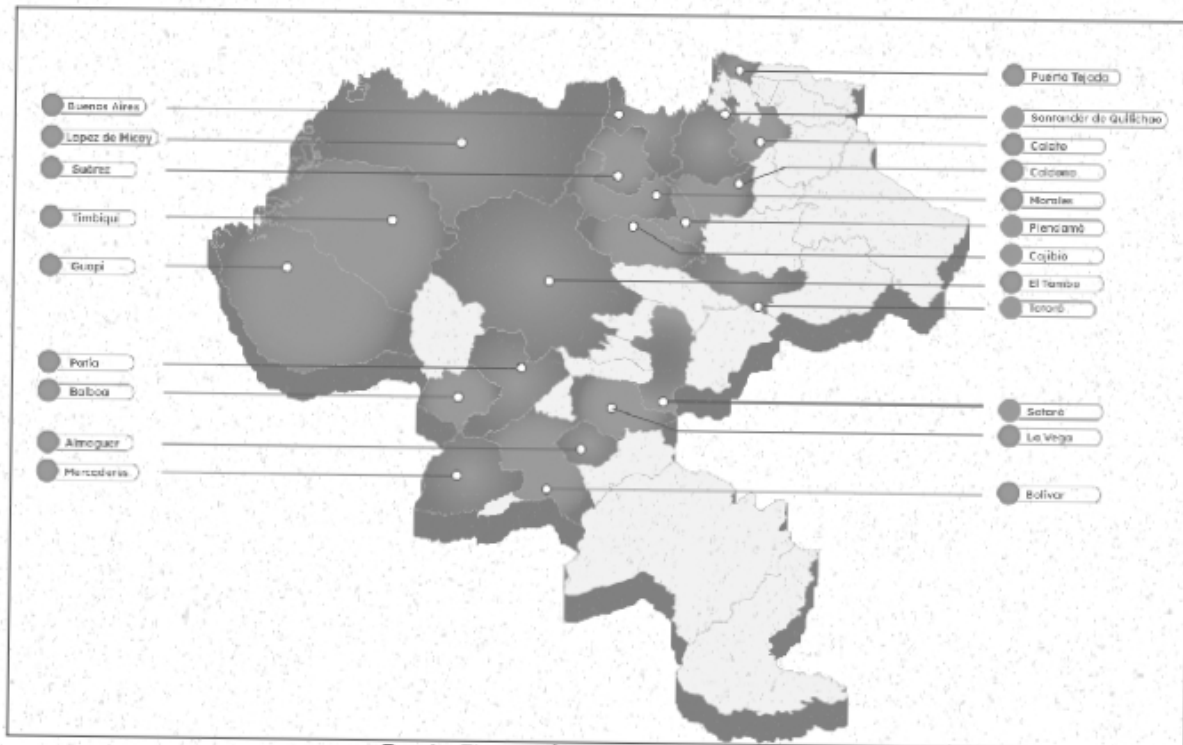 Buenos Aires
Lopez de Micay
Suárez
Timbiqui
Guapi
Patía
Balboa
Almaguer
Mercaderes
Puerto Tejada
Santander de Quilichao
Caloto
Caldono
Morales
Piendamó
Cajibío
El Tambo
Totoró
Sotará
La Vega
Bolívar